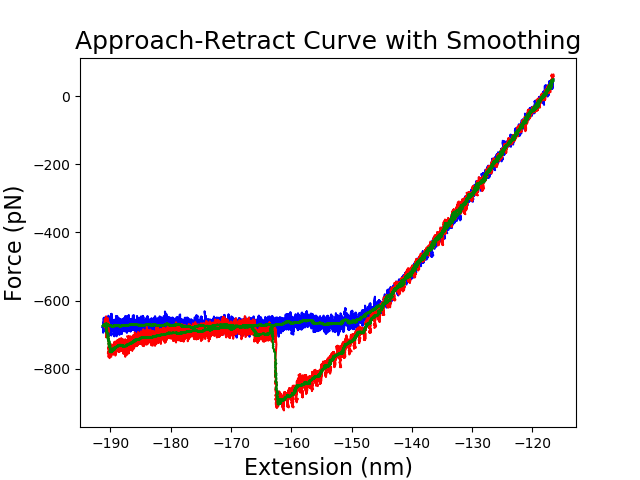 Approach-Retract Curve with Smoothing
0
−200
−400
−600
−800
Force (pN)
−190 −180 −170 −160 −150 −140 −130 −120
Extension (nm)